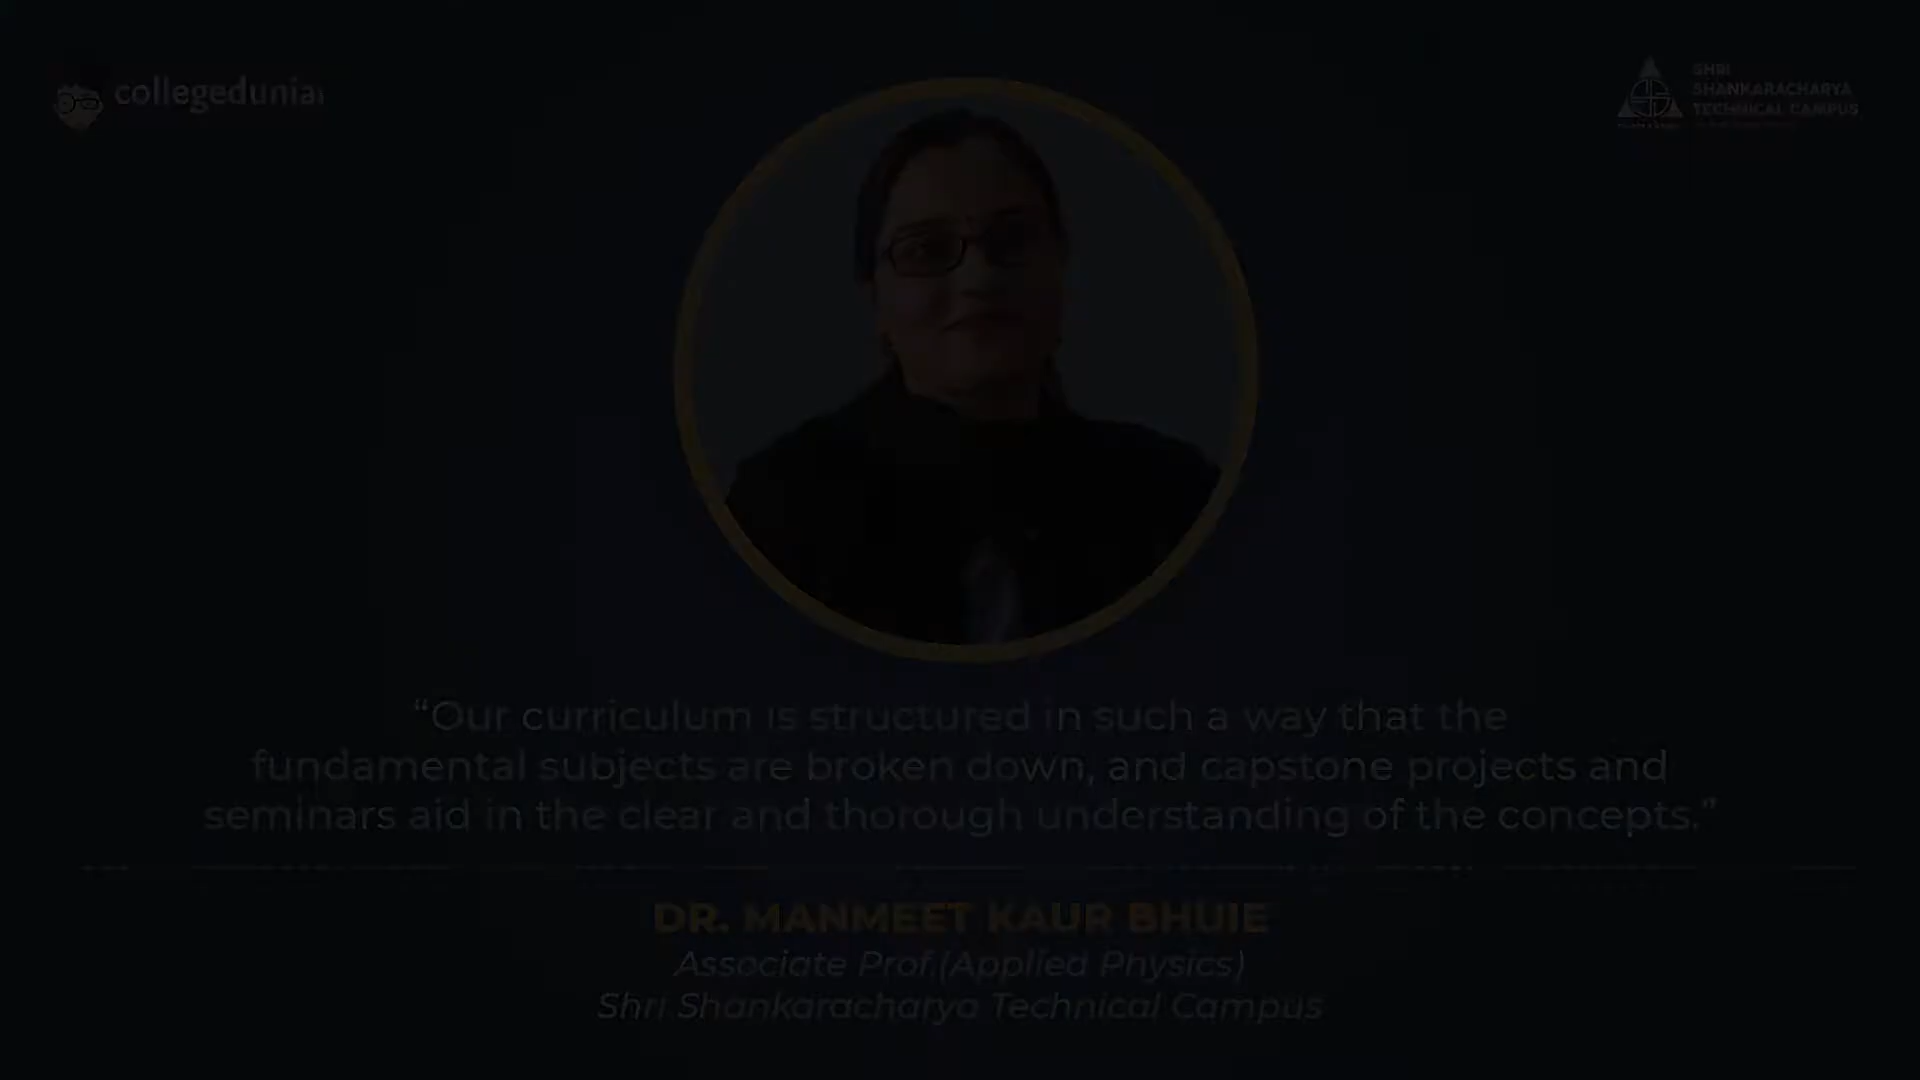 collegedunia
SHRI
SHANKARACHARYA
TECHNICAL CAMPUS
“Our curriculum is structured in such a way that the
fundamental subjects are broken down, and capstone projects and
seminars aid in the clear and thorough understanding of the concepts.”
DR. MANMEET KAUR BHUIE
Associate Prof.(Applied Physics)
Shri Shankaracharya Technical Campus